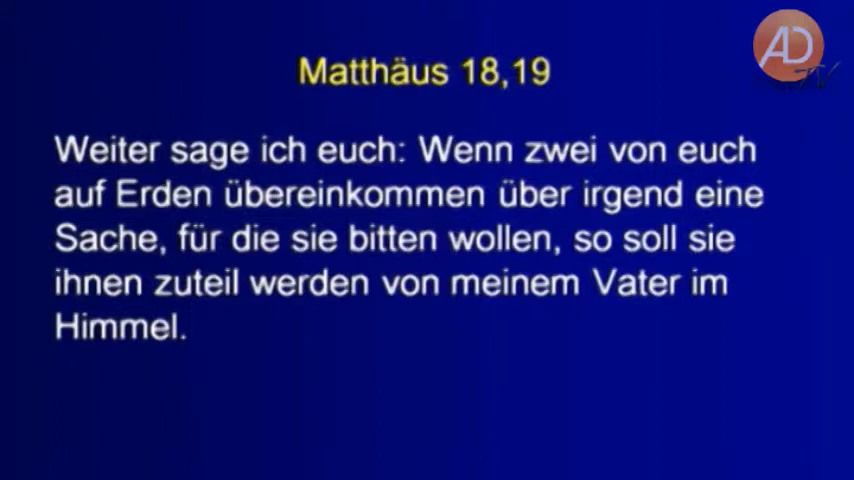 AD
TV
Matthäus 18,19
Weiter sage ich euch: Wenn zwei von euch
auf Erden übereinkommen über irgend eine
Sache, für die sie bitten wollen, so soll sie
ihnen zuteil werden von meinem Vater im
Himmel.